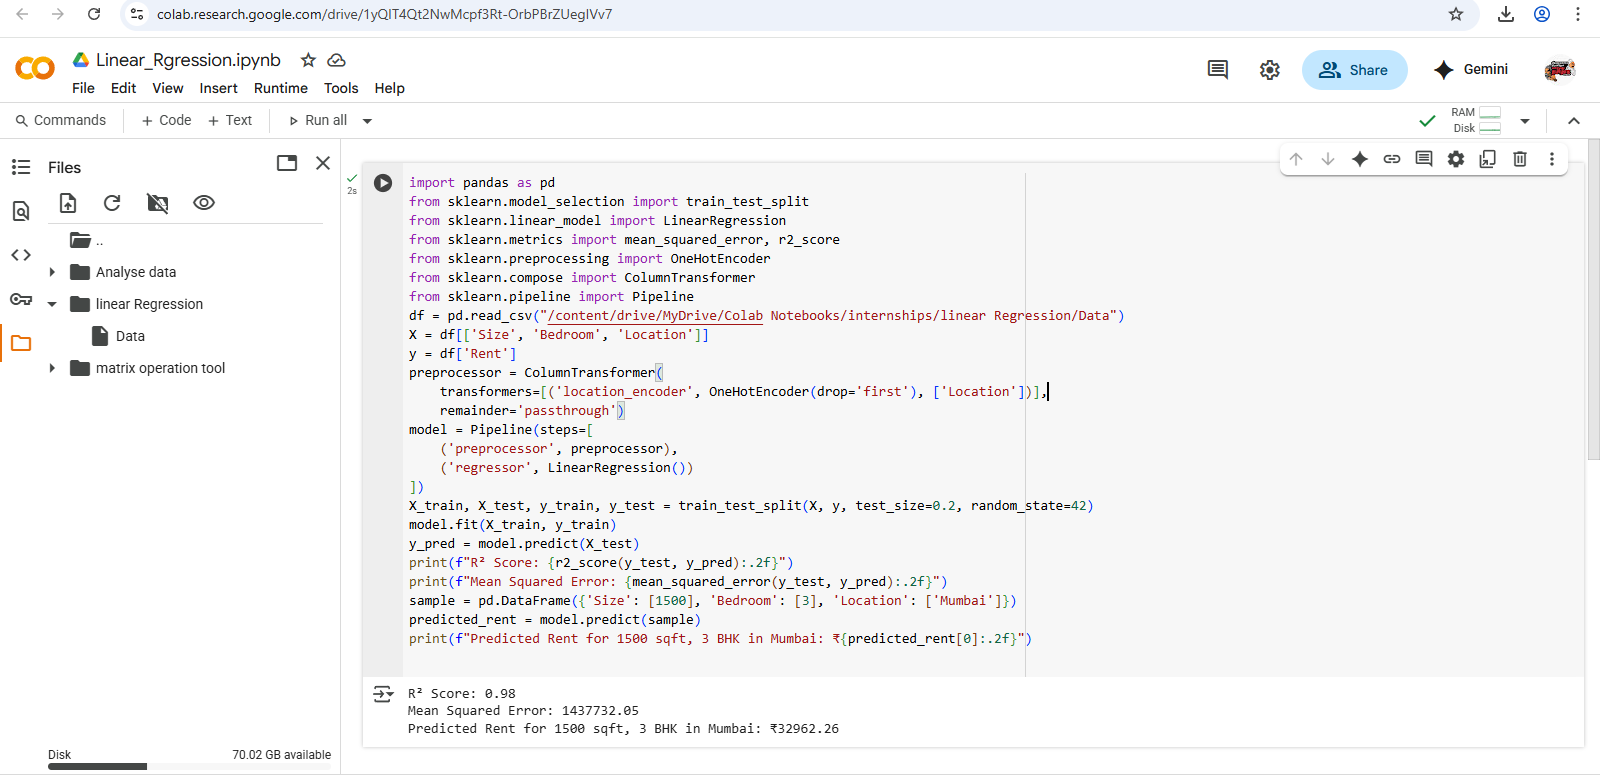 colab.research.google.com/drive/1yQIT4Qt2NwMcpf3Rt-OrbPBrZUegIVv7
Linear_Rgression.ipynb
File Edit View Insert Runtime Tools Help
Share
Gemini
Commands + Code + Text Run all
RAM
Disk
Files
..
Analyse data
linear Regression
Data
matrix operation tool
Disk 70.02 GB available
2s
import pandas as pd
from sklearn.model_selection import train_test_split
from sklearn.linear_model import LinearRegression
from sklearn.metrics import mean_squared_error, r2_score
from sklearn.preprocessing import OneHotEncoder
from sklearn.compose import ColumnTransformer
from sklearn.pipeline import Pipeline
df = pd.read_csv("/content/drive/MyDrive/Colab Notebooks/internships/linear Regression/Data")
X = df[['Size', 'Bedroom', 'Location']]
y = df['Rent']
preprocessor = ColumnTransformer(
    transformers=[('location_encoder', OneHotEncoder(drop='first'), ['Location'])],
    remainder='passthrough')
model = Pipeline(steps=[
    ('preprocessor', preprocessor),
    ('regressor', LinearRegression())
])
X_train, X_test, y_train, y_test = train_test_split(X, y, test_size=0.2, random_state=42)
model.fit(X_train, y_train)
y_pred = model.predict(X_test)
print(f"R² Score: {r2_score(y_test, y_pred):.2f}")
print(f"Mean Squared Error: {mean_squared_error(y_test, y_pred):.2f}")
sample = pd.DataFrame({'Size': [1500], 'Bedroom': [3], 'Location': ['Mumbai']})
predicted_rent = model.predict(sample)
print(f"Predicted Rent for 1500 sqft, 3 BHK in Mumbai: ₹{predicted_rent[0]:.2f}")
R² Score: 0.98
Mean Squared Error: 1437732.05
Predicted Rent for 1500 sqft, 3 BHK in Mumbai: ₹32962.26